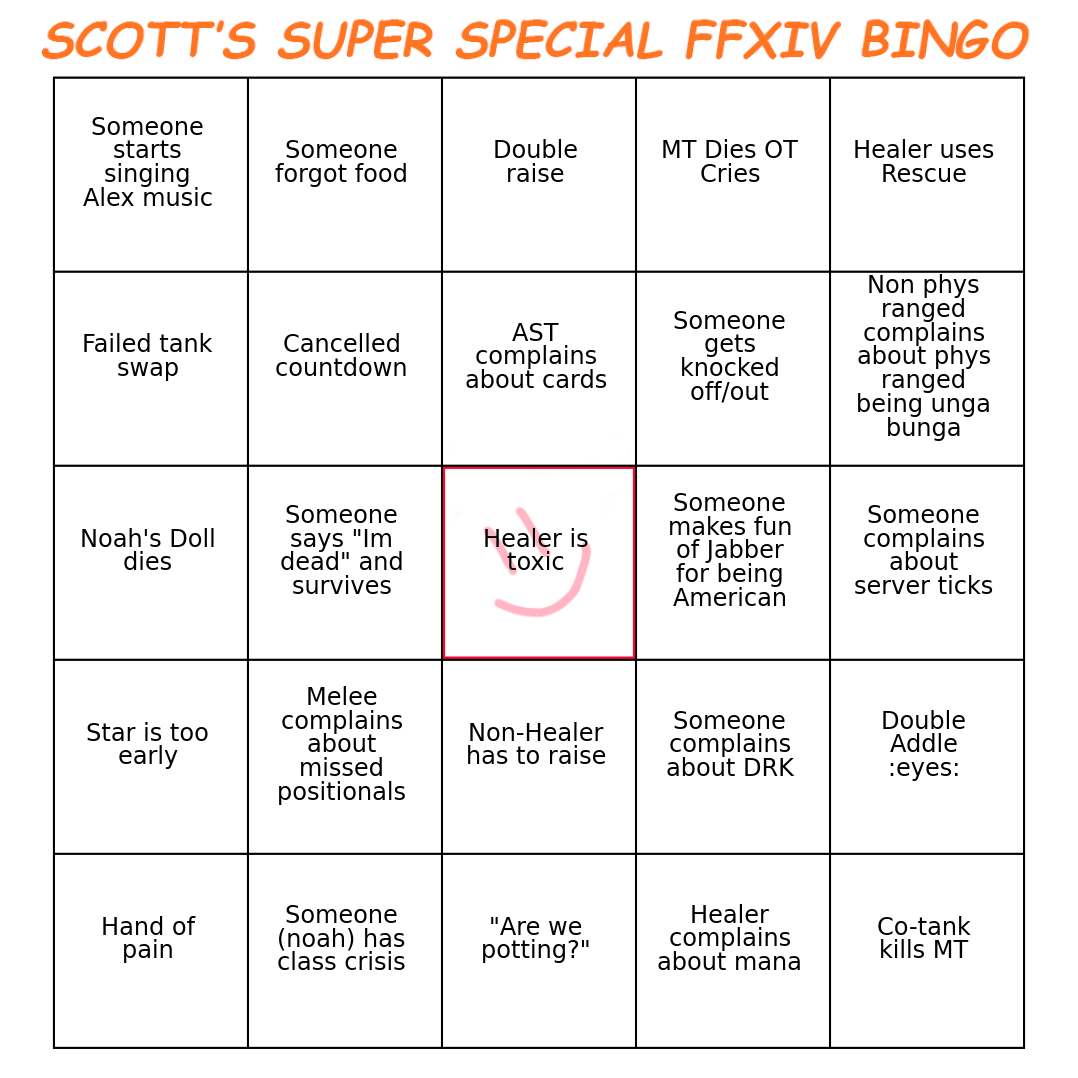 SCOTT'S SUPER SPECIAL FFXIV BINGO
Someone
starts
singing
Alex music
Someone
forgot food
Double
raise
MT Dies OT
Cries
Healer uses
Rescue
Failed tank
swap
Cancelled
countdown
AST
complains
about cards
Someone
gets
knocked
off/out
Non phys
ranged
complains
about phys
ranged
being unga
bunga
Noah's Doll
dies
Someone
says "Im
dead" and
survives
Healer is
toxic
Someone
makes fun
of Jabber
for being
American
Someone
complains
about
server ticks
Star is too
early
Melee
complains
about
missed
positionals
Non-Healer
has to raise
Someone
complains
about DRK
Double
Addle
:eyes:
Hand of
pain
Someone
(noah) has
class crisis
"Are we
potting?"
Healer
complains
about mana
Co-tank
kills MT